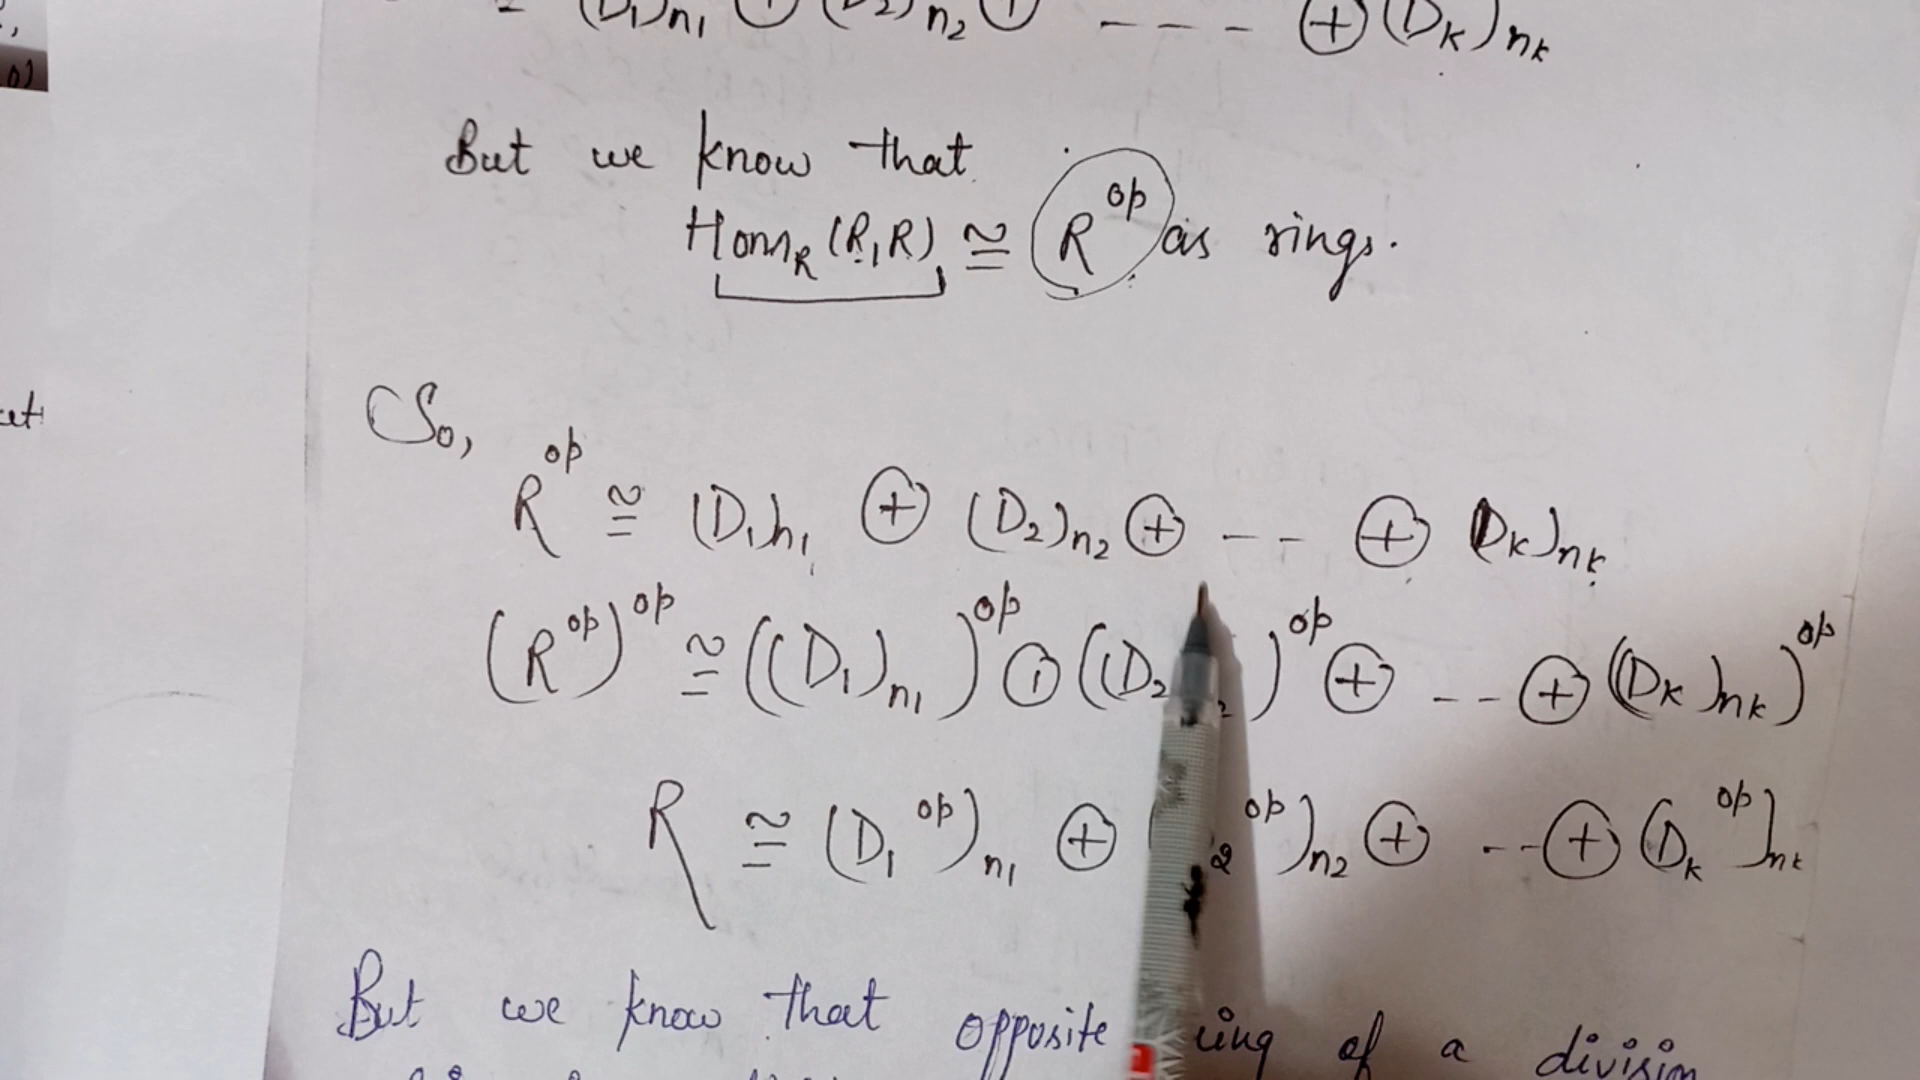 ≅ (D₁)n₁ ⊕ (D₂)n₂ ⊕ --- ⊕ (Dk)nk
But we know that
HomR (R,R) ≅ R^op as rings.
So,
R^op ≅ (D₁)n₁ ⊕ (D₂)n₂ ⊕ -- ⊕ Dk)nk
(R^op)^op ≅ ((D₁)n₁)^op ⊕ ((D₂ ₂)^op ⊕ -- ⊕ ((Dk)nk)^op
R ≅ (D₁^op)n₁ ⊕ ₂^op)n₂ ⊕ -- ⊕ (Dk^op)nk
But we know that opposite ring of a division